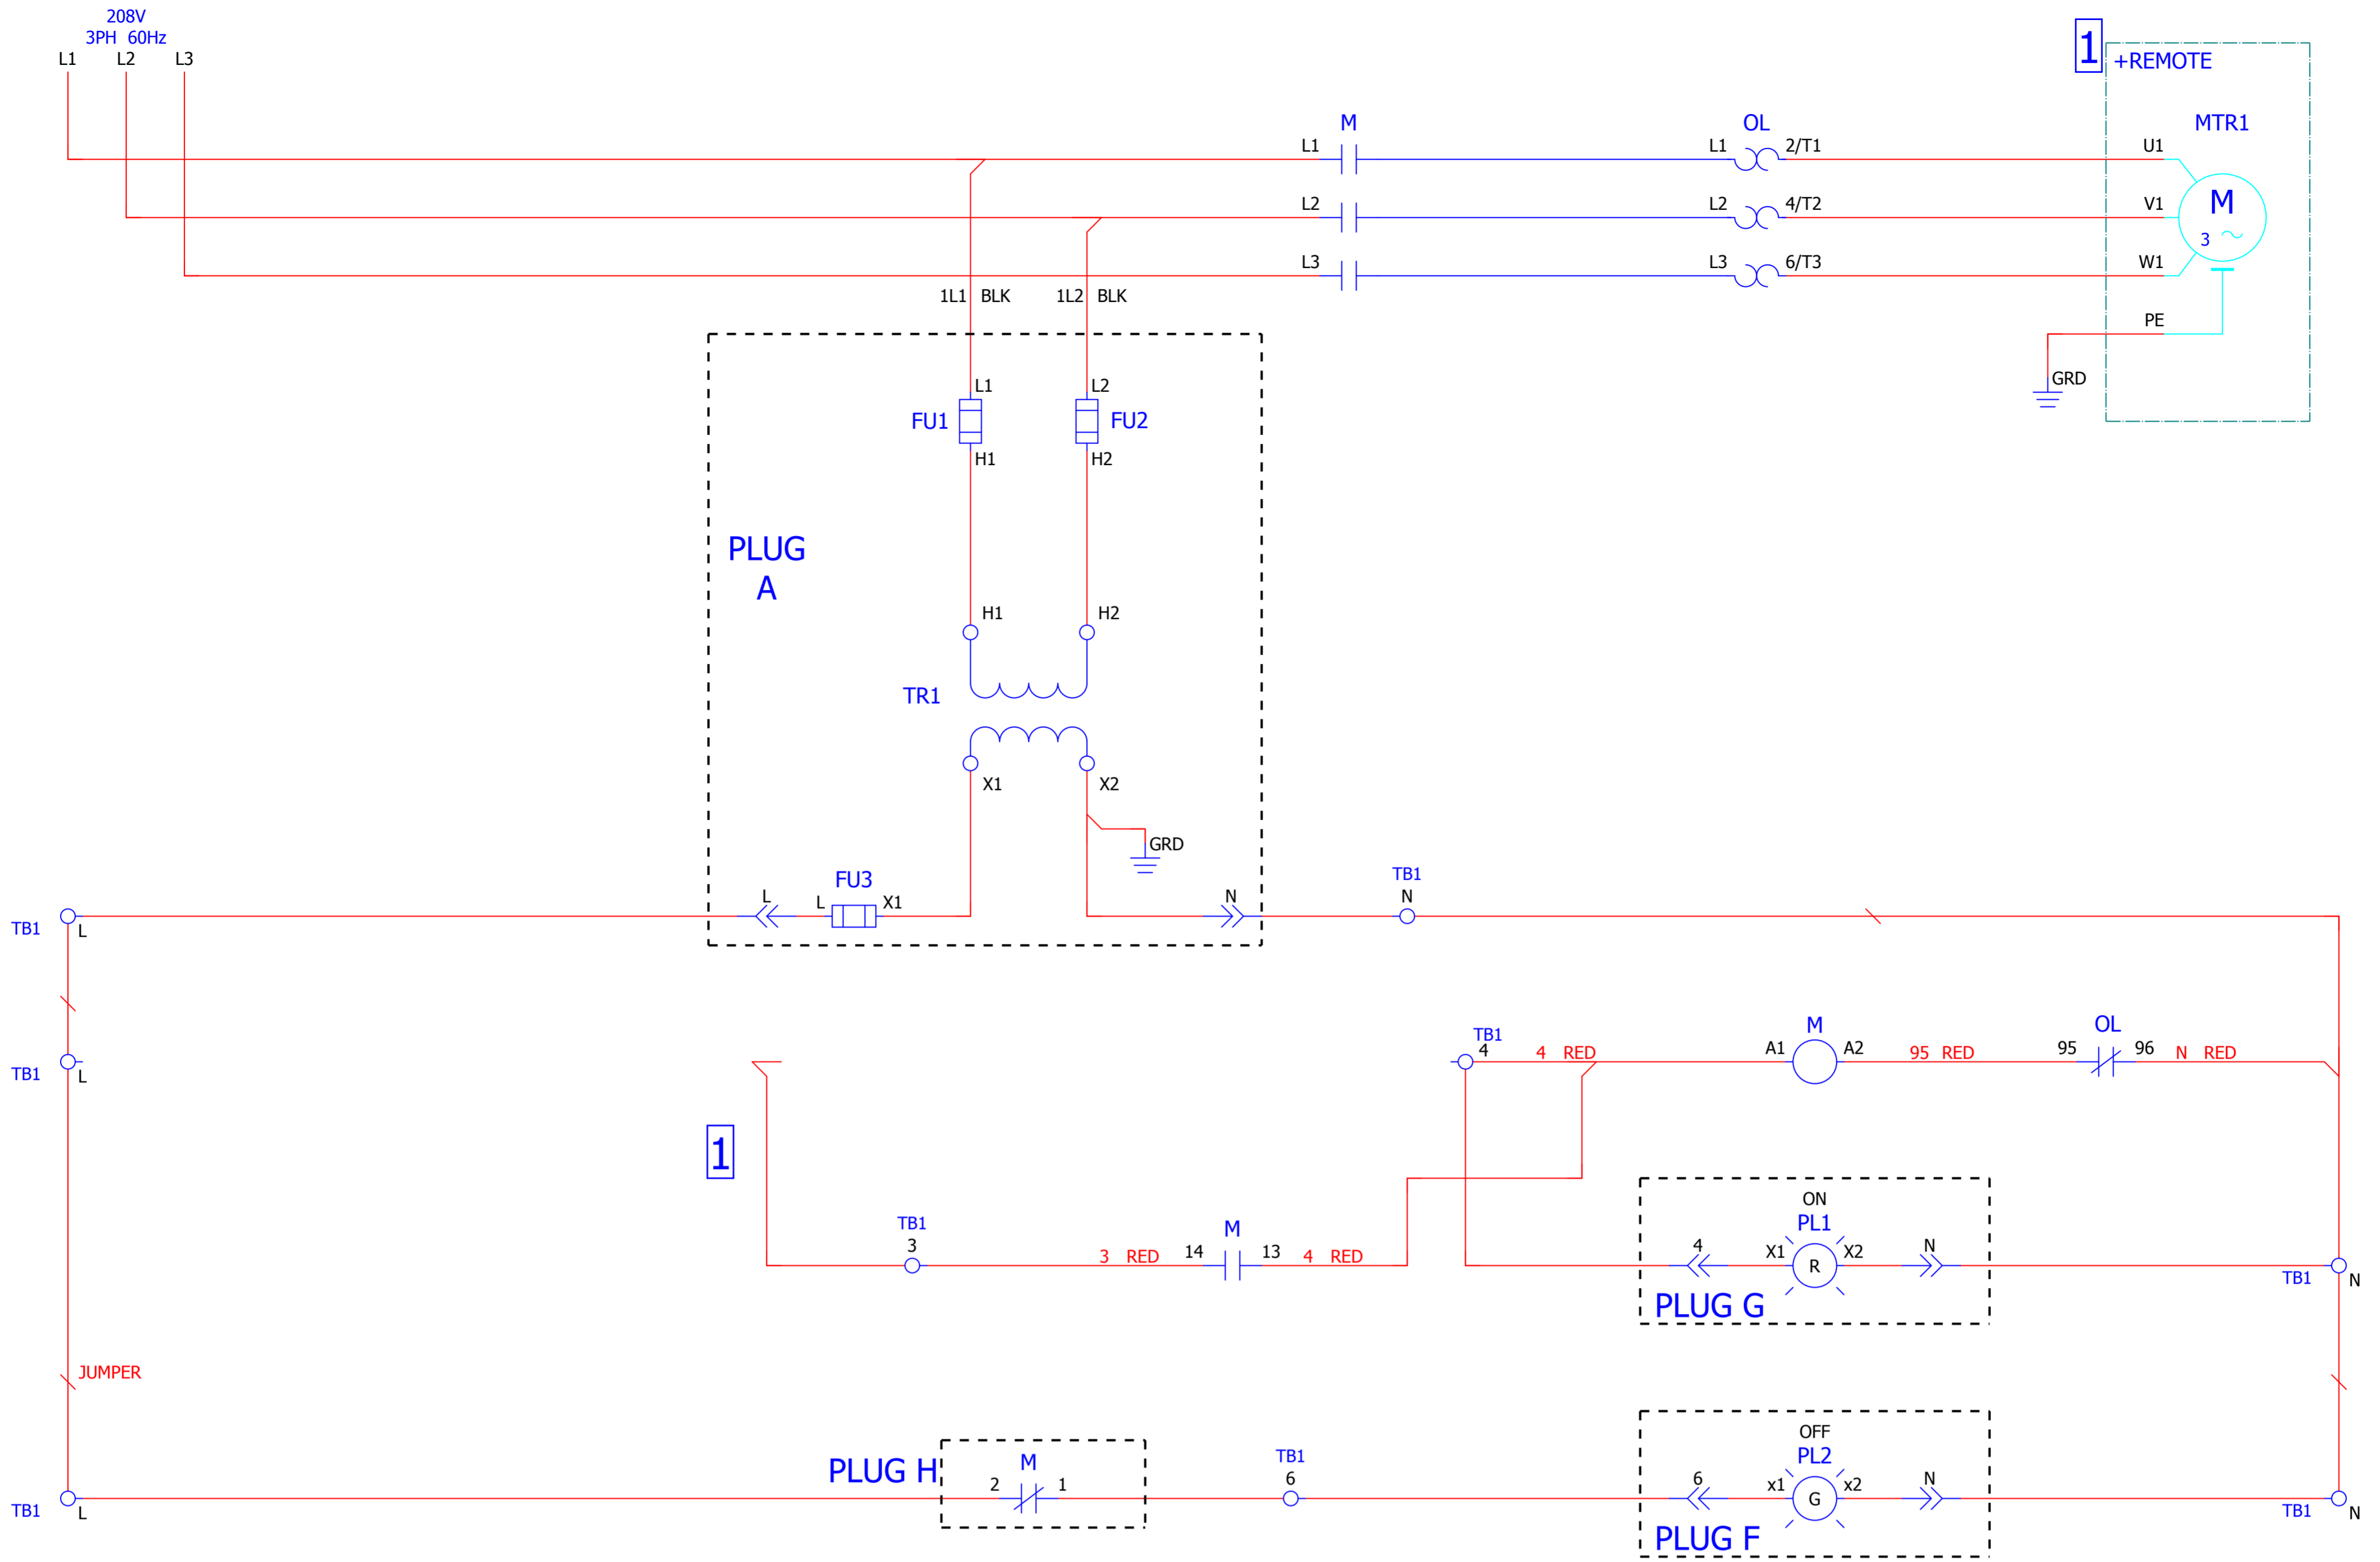 208V
3PH 60Hz
L1 L2 L3
1 +REMOTE
M OL MTR1
L1 L1 2/T1 U1
M
L2 L2 4/T2 V1
3
L3 L3 6/T3 W1
1L1 BLK 1L2 BLK
PE
GRD
L1 L2
FU1 FU2
H1 H2
PLUG
A
H1 H2
TR1
X1 X2
GRD
FU3 TB1
L L X1 N N
TB1 L
TB1 M OL
4 4 RED A1 A2 95 RED 95 96 N RED
TB1 L
1
ON
TB1 M PL1
3 3 RED 14 13 4 RED 4 X1 R X2 N
TB1 N
PLUG G
JUMPER
OFF
PLUG H M TB1 PL2
2 1 6 6 x1 G x2 N
TB1 L TB1 N
PLUG F